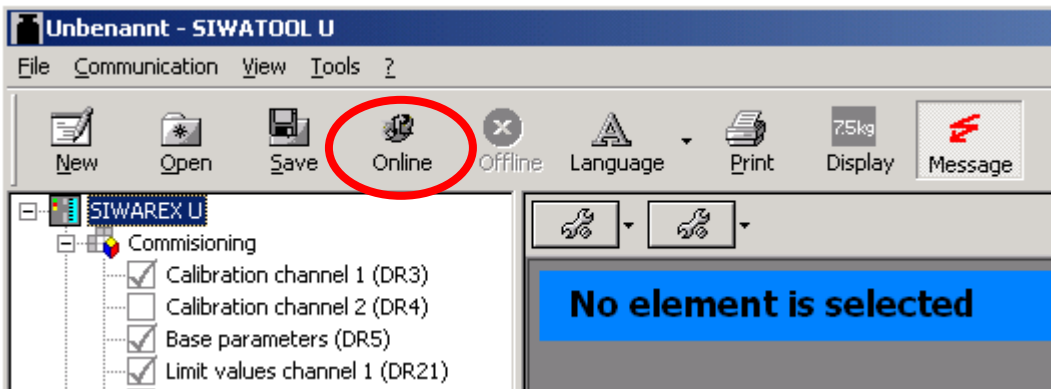 Unbenannt - SIWATOOL U
File Communication View Tools ?
New Open Save Online Offline Language Print 7.5kg Display Message
SIWAREX U
Commisioning
Calibration channel 1 (DR3)
Calibration channel 2 (DR4)
Base parameters (DR5)
Limit values channel 1 (DR21)
No element is selected